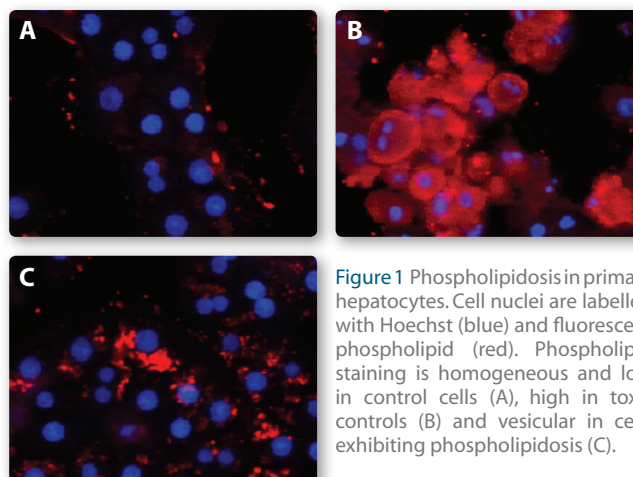 A
B
C
Figure 1 Phospholipidosis in prima
hepatocytes. Cell nuclei are labelle
with Hoechst (blue) and fluoresce
phospholipid (red). Phospholip
staining is homogeneous and lo
in control cells (A), high in tox
controls (B) and vesicular in ce
exhibiting phospholipidosis (C).